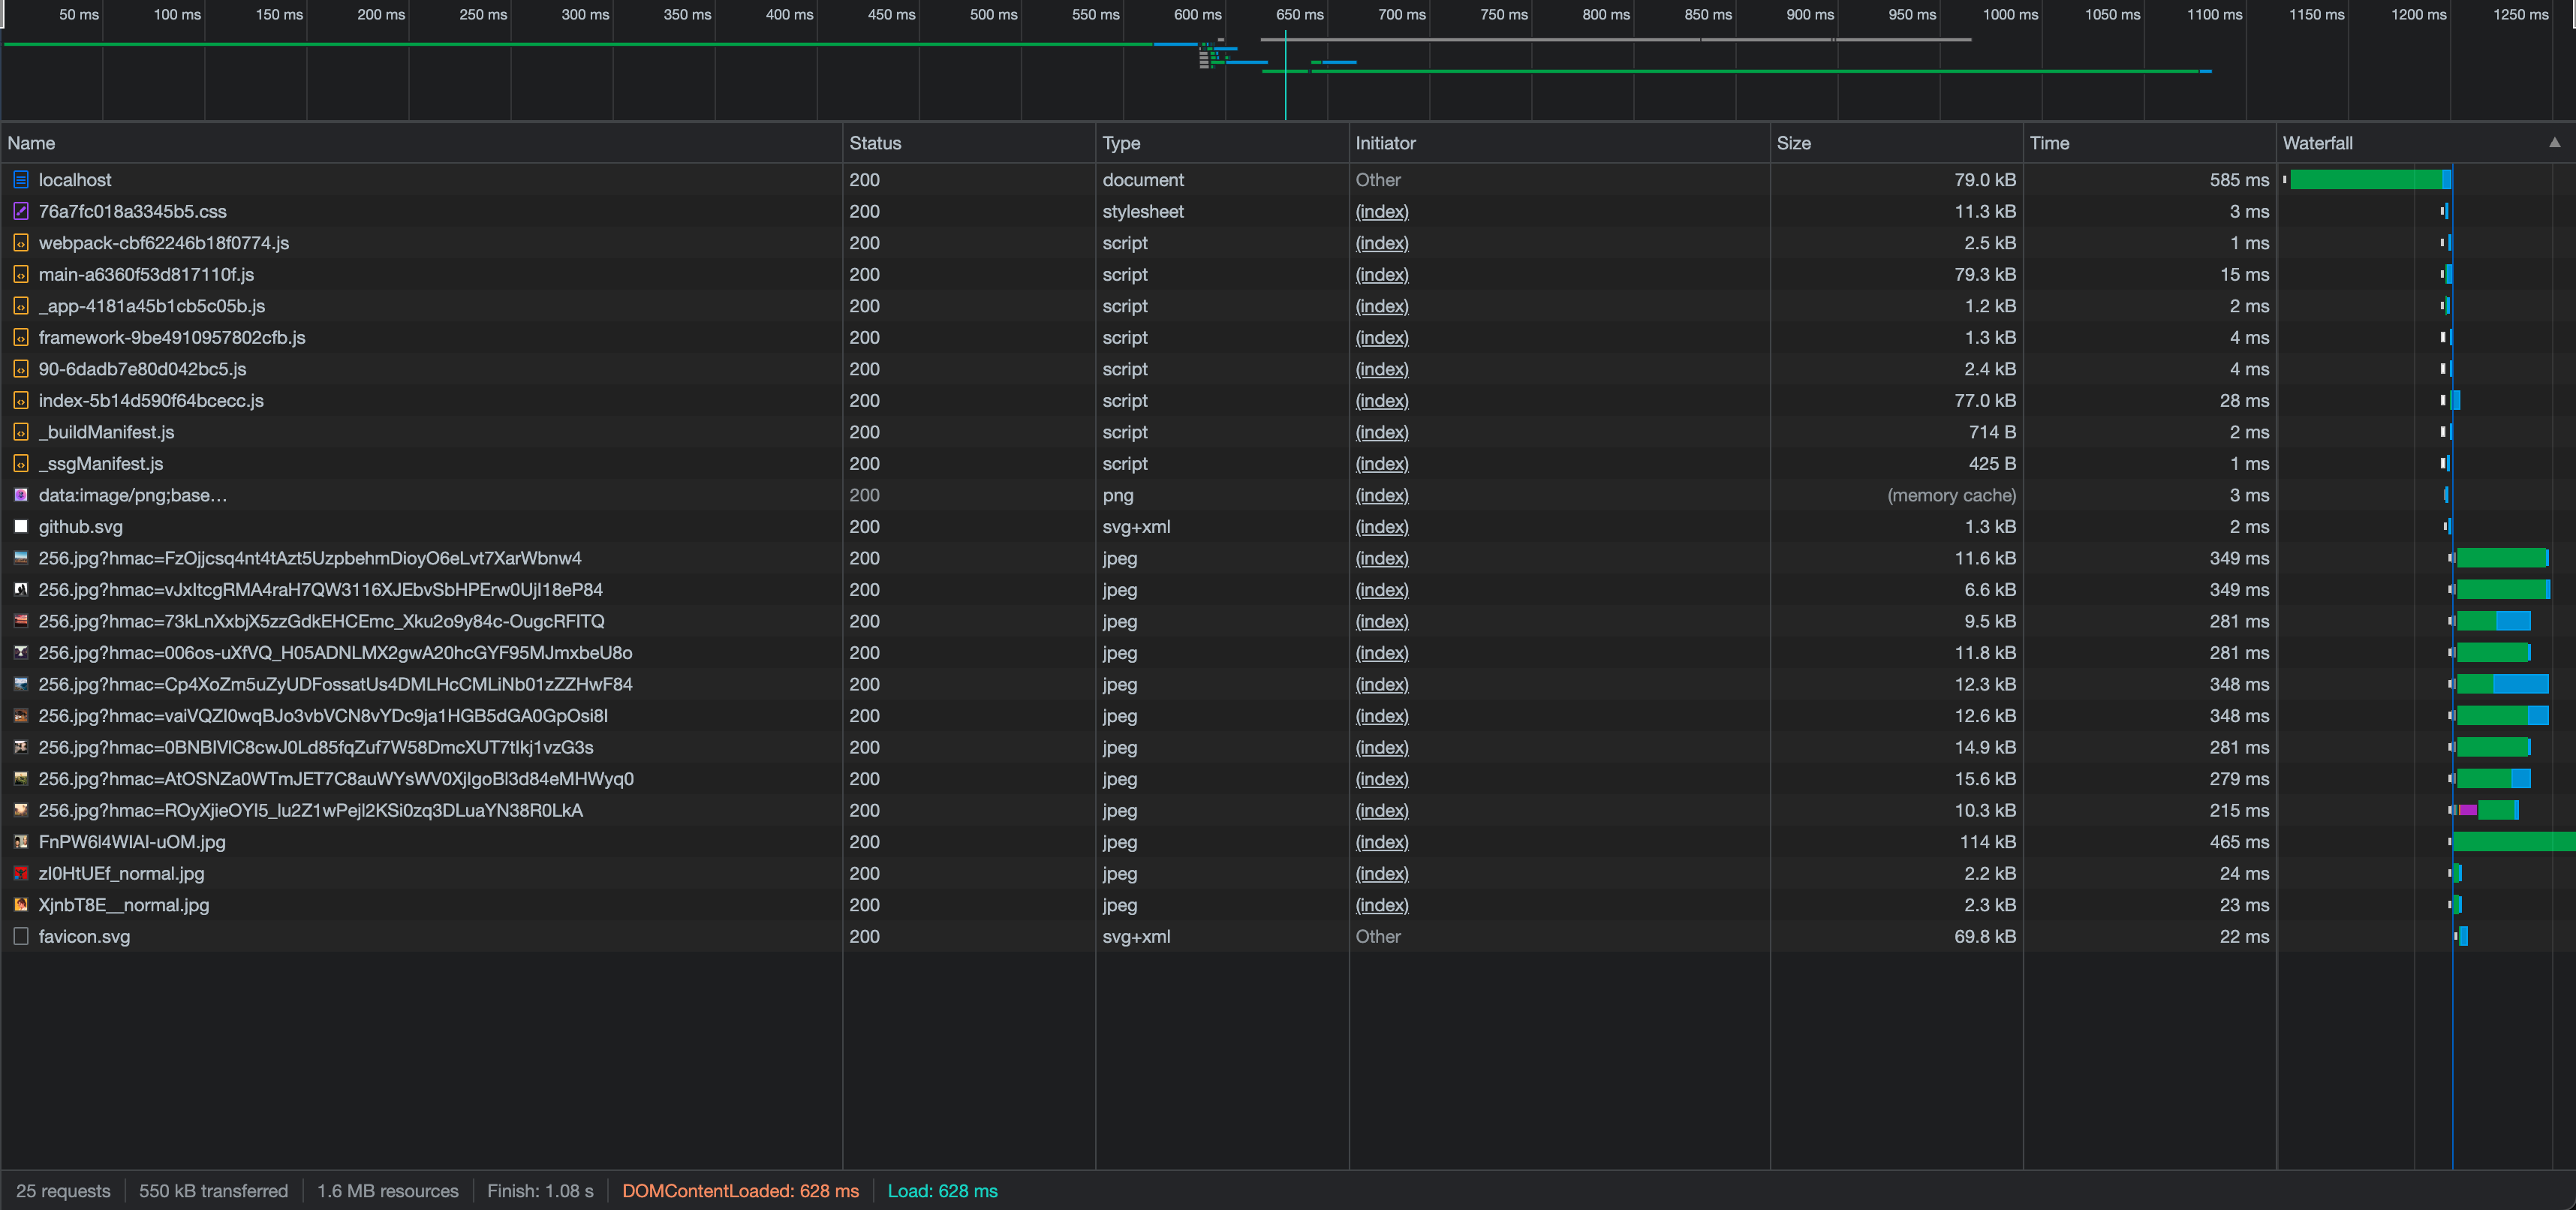 50 ms 100 ms 150 ms 200 ms 250 ms 300 ms 350 ms 400 ms 450 ms 500 ms 550 ms 600 ms 650 ms 700 ms 750 ms 800 ms 850 ms 900 ms 950 ms 1000 ms 1050 ms 1100 ms 1150 ms 1200 ms 1250 ms
Name Status Type Initiator Size Time Waterfall
localhost 200 document Other 79.0 kB 585 ms
76a7fc018a3345b5.css 200 stylesheet (index) 11.3 kB 3 ms
webpack-cbf62246b18f0774.js 200 script (index) 2.5 kB 1 ms
main-a6360f53d817110f.js 200 script (index) 79.3 kB 15 ms
_app-4181a45b1cb5c05b.js 200 script (index) 1.2 kB 2 ms
framework-9be4910957802cfb.js 200 script (index) 1.3 kB 4 ms
90-6dadb7e80d042bc5.js 200 script (index) 2.4 kB 4 ms
index-5b14d590f64bcecc.js 200 script (index) 77.0 kB 28 ms
_buildManifest.js 200 script (index) 714 B 2 ms
_ssgManifest.js 200 script (index) 425 B 1 ms
data:image/png;base… 200 png (index) (memory cache) 3 ms
github.svg 200 svg+xml (index) 1.3 kB 2 ms
256.jpg?hmac=FzOjjcsq4nt4tAzt5UzpbehmDioyO6eLvt7XarWbnw4 200 jpeg (index) 11.6 kB 349 ms
256.jpg?hmac=vJxItcgRMA4raH7QW3116XJEbvSbHPErw0UjI18eP84 200 jpeg (index) 6.6 kB 349 ms
256.jpg?hmac=73kLnXxbjX5zzGdkEHCEmc_Xku2o9y84c-OugcRFITQ 200 jpeg (index) 9.5 kB 281 ms
256.jpg?hmac=006os-uXfVQ_H05ADNLMX2gwA20hcGYF95MJmxbeU8o 200 jpeg (index) 11.8 kB 281 ms
256.jpg?hmac=Cp4XoZm5uZyUDFossatUs4DMLHcCMLiNb01zZZHwF84 200 jpeg (index) 12.3 kB 348 ms
256.jpg?hmac=vaiVQZI0wqBJo3vbVCN8vYDc9ja1HGB5dGA0GpOsi8I 200 jpeg (index) 12.6 kB 348 ms
256.jpg?hmac=0BNBIVIC8cwJ0Ld85fqZuf7W58DmcXUT7tIkj1vzG3s 200 jpeg (index) 14.9 kB 281 ms
256.jpg?hmac=AtOSNZa0WTmJET7C8auWYsWV0XjIgoBl3d84eMHWyq0 200 jpeg (index) 15.6 kB 279 ms
256.jpg?hmac=ROyXjieOYI5_lu2Z1wPejl2KSi0zq3DLuaYN38R0LkA 200 jpeg (index) 10.3 kB 215 ms
FnPW6l4WIAI-uOM.jpg 200 jpeg (index) 114 kB 465 ms
zl0HtUEf_normal.jpg 200 jpeg (index) 2.2 kB 24 ms
XjnbT8E__normal.jpg 200 jpeg (index) 2.3 kB 23 ms
favicon.svg 200 svg+xml Other 69.8 kB 22 ms
25 requests 550 kB transferred 1.6 MB resources Finish: 1.08 s DOMContentLoaded: 628 ms Load: 628 ms